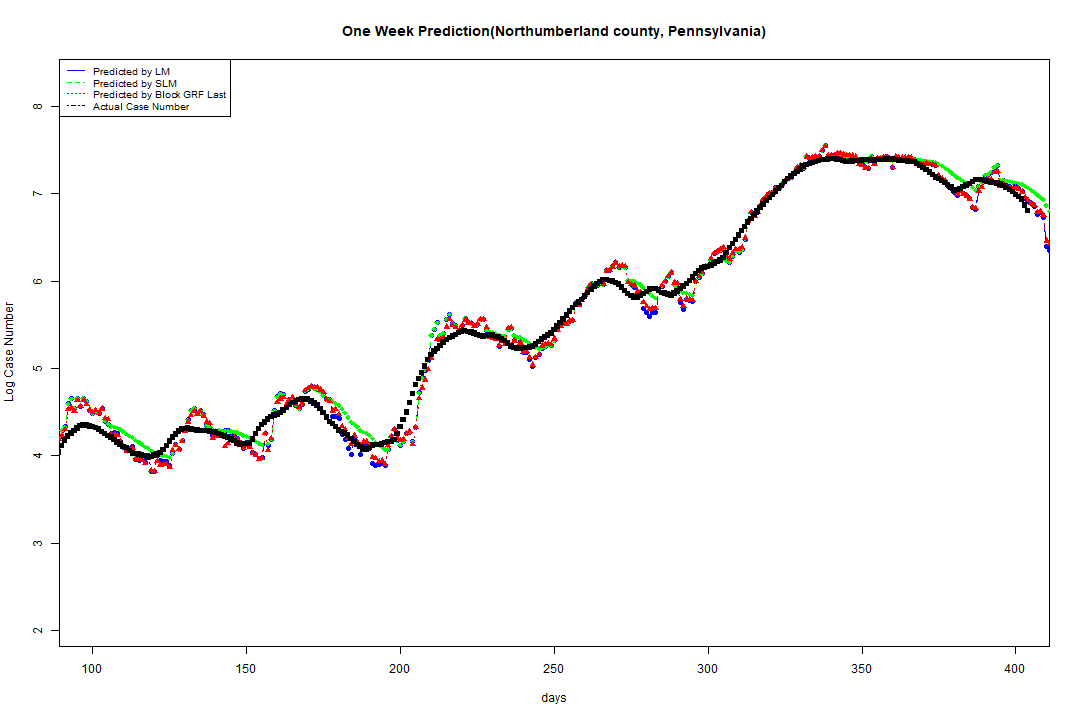 One Week Prediction(Northumberland county, Pennsylvania)
Predicted by LM
Predicted by SLM
Predicted by Block GRF Last
Actual Case Number
8
7
6
5
4
3
2
Log Case Number
100 150 200 250 300 350 400
days